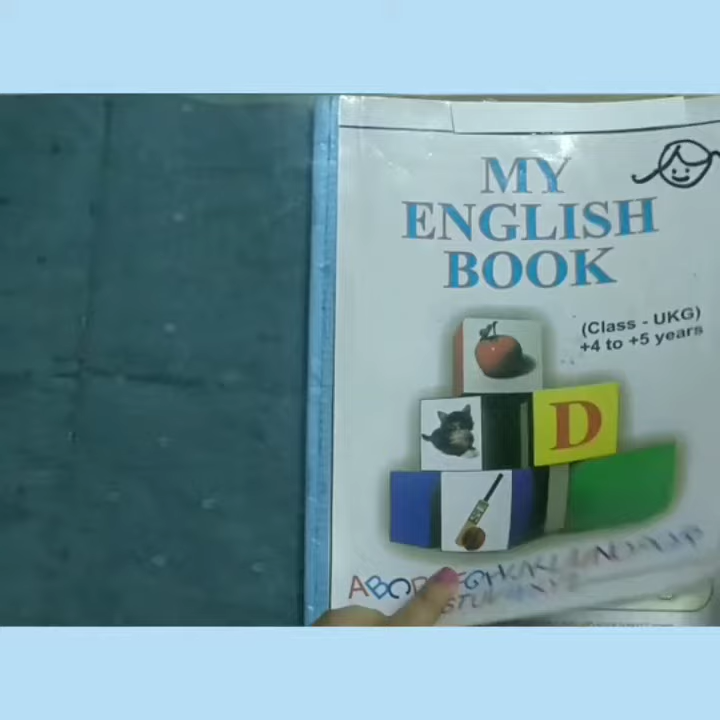 MY
ENGLISH
BOOK
(Class - UKG)
+4 to +5 years
D